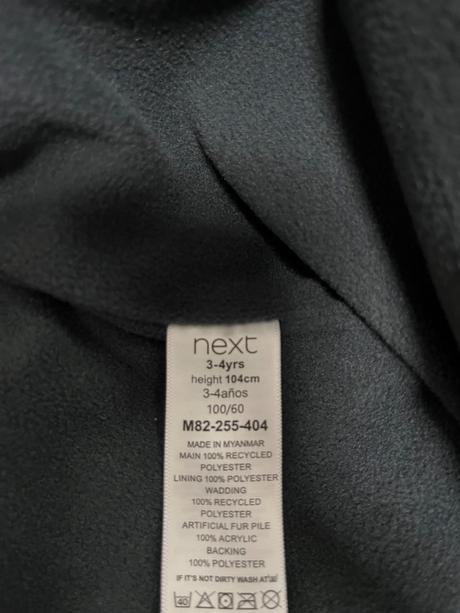 next
3-4yrs
height 104cm
3-4años
100/60
M82-255-404
MADE IN MYANMAR
MAIN 100% RECYCLED
POLYESTER
LINING 100% POLYESTER
WADDING
100% RECYCLED
POLYESTER
ARTIFICIAL FUR PILE
100% ACRYLIC
BACKING
100% POLYESTER
IF IT'S NOT DIRTY WASH AT 30
40